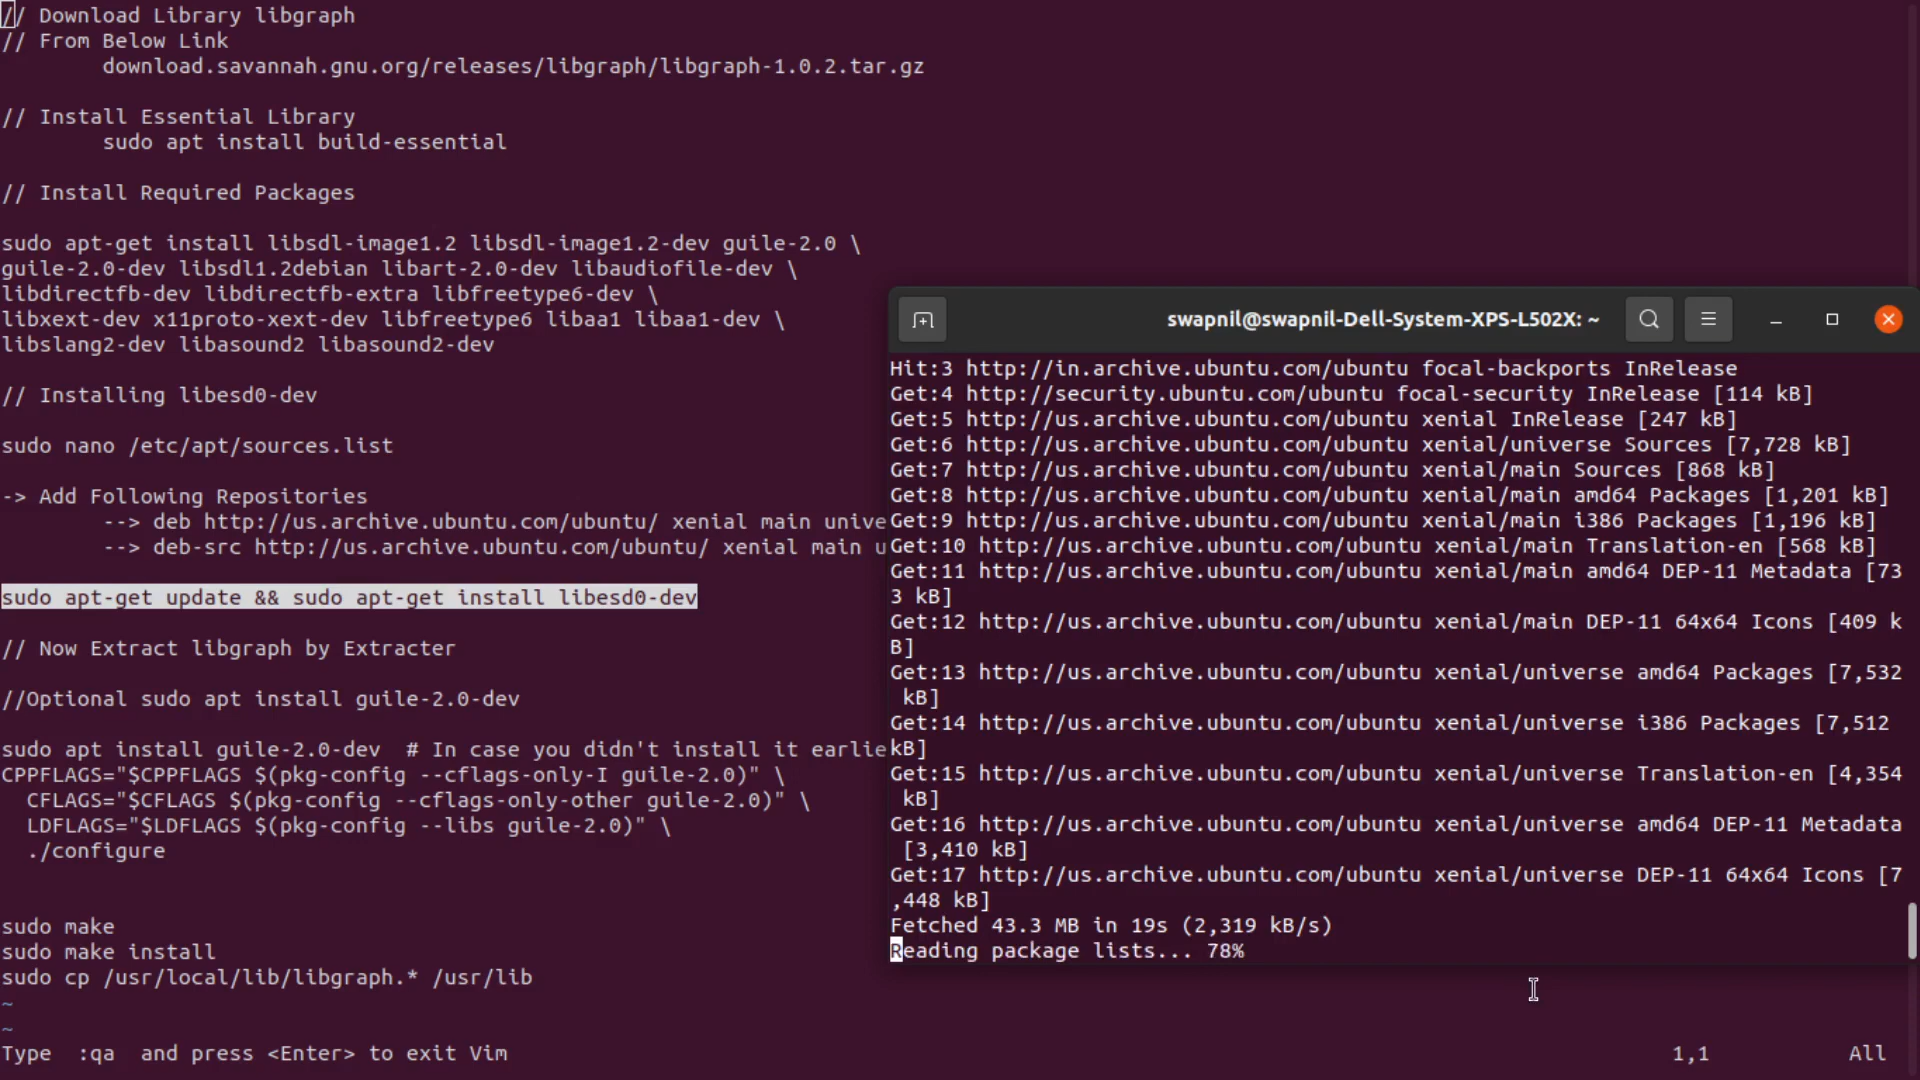 // Download Library libgraph
// From Below Link
download.savannah.gnu.org/releases/libgraph/libgraph-1.0.2.tar.gz
// Install Essential Library
sudo apt install build-essential
// Install Required Packages
sudo apt-get install libsdl-image1.2 libsdl-image1.2-dev guile-2.0 \
guile-2.0-dev libsdl1.2debian libart-2.0-dev libaudiofile-dev \
libdirectfb-dev libdirectfb-extra libfreetype6-dev \
libxext-dev x11proto-xext-dev libfreetype6 libaa1 libaa1-dev \
libslang2-dev libasound2 libasound2-dev
// Installing libesd0-dev
sudo nano /etc/apt/sources.list
-> Add Following Repositories
--> deb http://us.archive.ubuntu.com/ubuntu/ xenial main unive
--> deb-src http://us.archive.ubuntu.com/ubuntu/ xenial main u
sudo apt-get update && sudo apt-get install libesd0-dev
// Now Extract libgraph by Extracter
//Optional sudo apt install guile-2.0-dev
sudo apt install guile-2.0-dev  # In case you didn't install it earlie
CPPFLAGS="$CPPFLAGS $(pkg-config --cflags-only-I guile-2.0)" \
CFLAGS="$CFLAGS $(pkg-config --cflags-only-other guile-2.0)" \
LDFLAGS="$LDFLAGS $(pkg-config --libs guile-2.0)" \
./configure
sudo make
sudo make install
sudo cp /usr/local/lib/libgraph.* /usr/lib
~
~
Type  :qa  and press <Enter> to exit Vim
1,1
All
swapnil@swapnil-Dell-System-XPS-L502X: ~
Hit:3 http://in.archive.ubuntu.com/ubuntu focal-backports InRelease
Get:4 http://security.ubuntu.com/ubuntu focal-security InRelease [114 kB]
Get:5 http://us.archive.ubuntu.com/ubuntu xenial InRelease [247 kB]
Get:6 http://us.archive.ubuntu.com/ubuntu xenial/universe Sources [7,728 kB]
Get:7 http://us.archive.ubuntu.com/ubuntu xenial/main Sources [868 kB]
Get:8 http://us.archive.ubuntu.com/ubuntu xenial/main amd64 Packages [1,201 kB]
Get:9 http://us.archive.ubuntu.com/ubuntu xenial/main i386 Packages [1,196 kB]
Get:10 http://us.archive.ubuntu.com/ubuntu xenial/main Translation-en [568 kB]
Get:11 http://us.archive.ubuntu.com/ubuntu xenial/main amd64 DEP-11 Metadata [73
3 kB]
Get:12 http://us.archive.ubuntu.com/ubuntu xenial/main DEP-11 64x64 Icons [409 k
B]
Get:13 http://us.archive.ubuntu.com/ubuntu xenial/universe amd64 Packages [7,532
kB]
Get:14 http://us.archive.ubuntu.com/ubuntu xenial/universe i386 Packages [7,512
kB]
Get:15 http://us.archive.ubuntu.com/ubuntu xenial/universe Translation-en [4,354
kB]
Get:16 http://us.archive.ubuntu.com/ubuntu xenial/universe amd64 DEP-11 Metadata
[3,410 kB]
Get:17 http://us.archive.ubuntu.com/ubuntu xenial/universe DEP-11 64x64 Icons [7
,448 kB]
Fetched 43.3 MB in 19s (2,319 kB/s)
Reading package lists... 78%